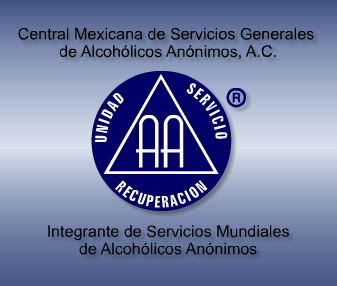 Central Mexicana de Servicios Generales
de Alcohólicos Anónimos, A.C.
UNIDAD
SERVICIO
®
AA
RECUPERACION
Integrante de Servicios Mundiales
de Alcohólicos Anónimos